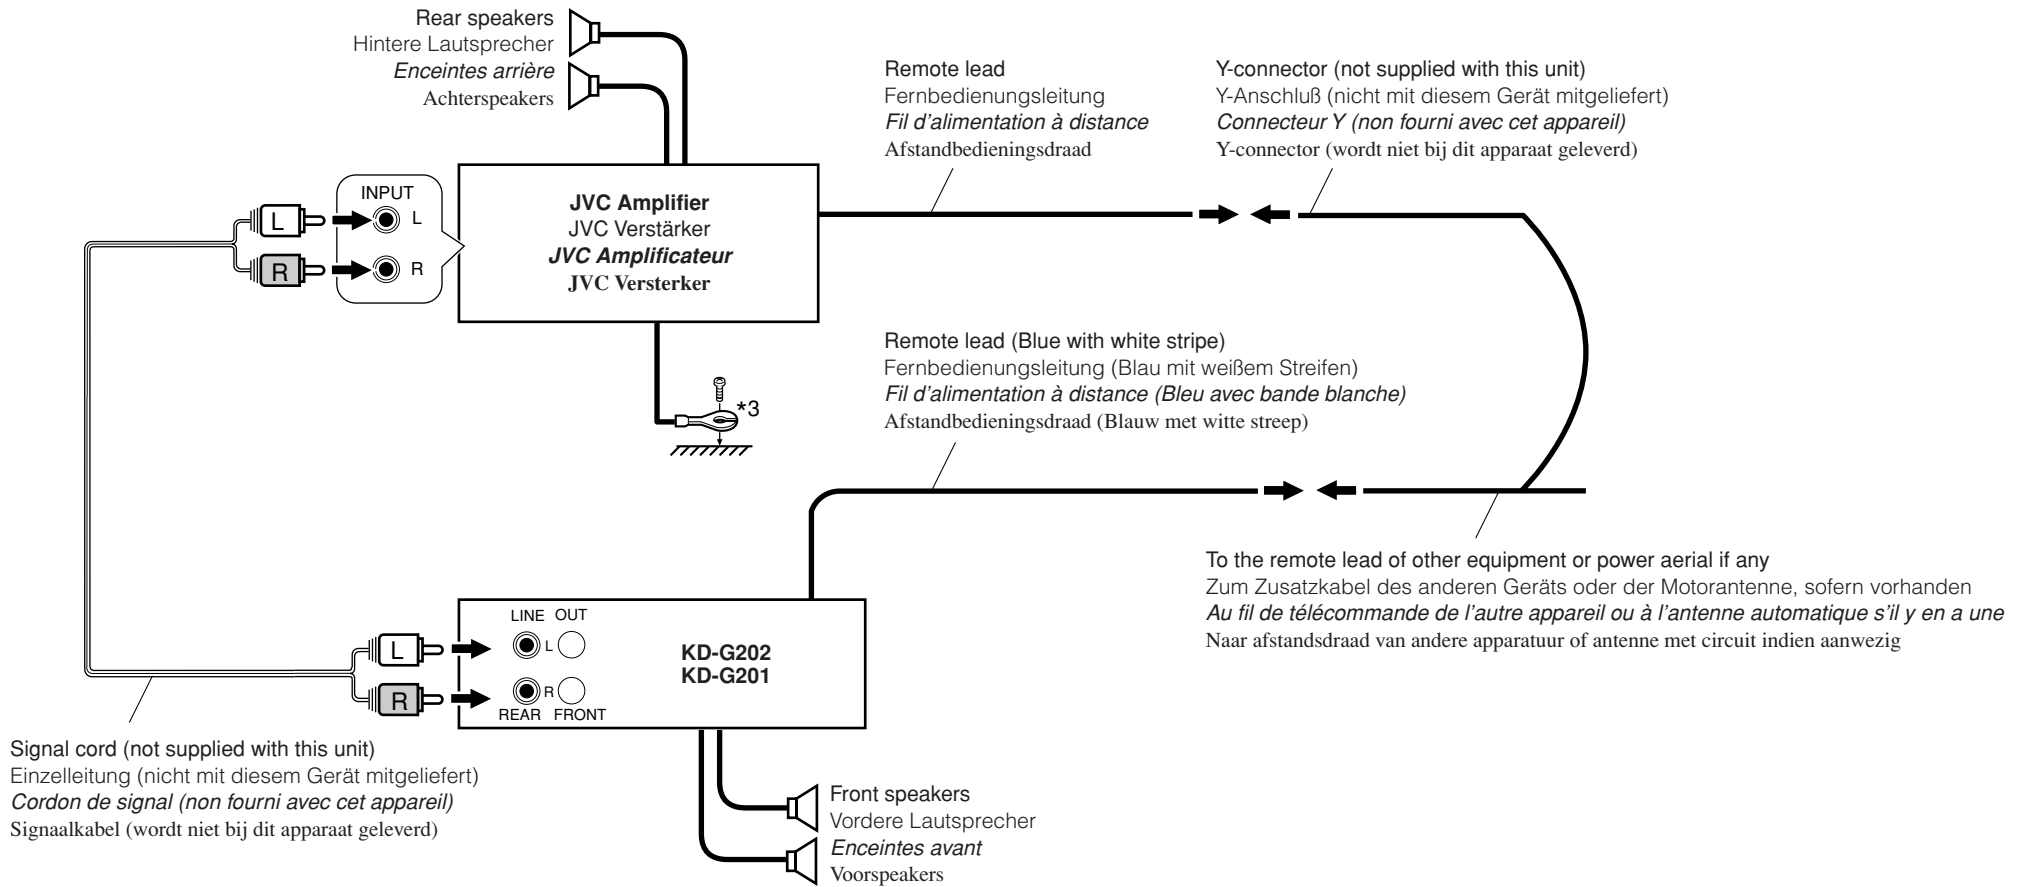 Rear speakers
Hintere Lautsprecher
Enceintes arrière
Achterspeakers
Remote lead
Fernbedienungsleitung
Fil d'alimentation à distance
Afstandbedieningsdraad
Y-connector (not supplied with this unit)
Y-Anschluß (nicht mit diesem Gerät mitgeliefert)
Connecteur Y (non fourni avec cet appareil)
Y-connector (wordt niet bij dit apparaat geleverd)
INPUT
L
L
R
R
JVC Amplifier
JVC Verstärker
JVC Amplificateur
JVC Versterker
*3
Remote lead (Blue with white stripe)
Fernbedienungsleitung (Blau mit weißem Streifen)
Fil d'alimentation à distance (Bleu avec bande blanche)
Afstandbedieningsdraad (Blauw met witte streep)
To the remote lead of other equipment or power aerial if any
Zum Zusatzkabel des anderen Geräts oder der Motorantenne, sofern vorhanden
Au fil de télécommande de l'autre appareil ou à l'antenne automatique s'il y en a une
Naar afstandsdraad van andere apparatuur of antenne met circuit indien aanwezig
LINE OUT
L
L
R
R
REAR FRONT
KD-G202
KD-G201
Signal cord (not supplied with this unit)
Einzelleitung (nicht mit diesem Gerät mitgeliefert)
Cordon de signal (non fourni avec cet appareil)
Signaalkabel (wordt niet bij dit apparaat geleverd)
Front speakers
Vordere Lautsprecher
Enceintes avant
Voorspeakers